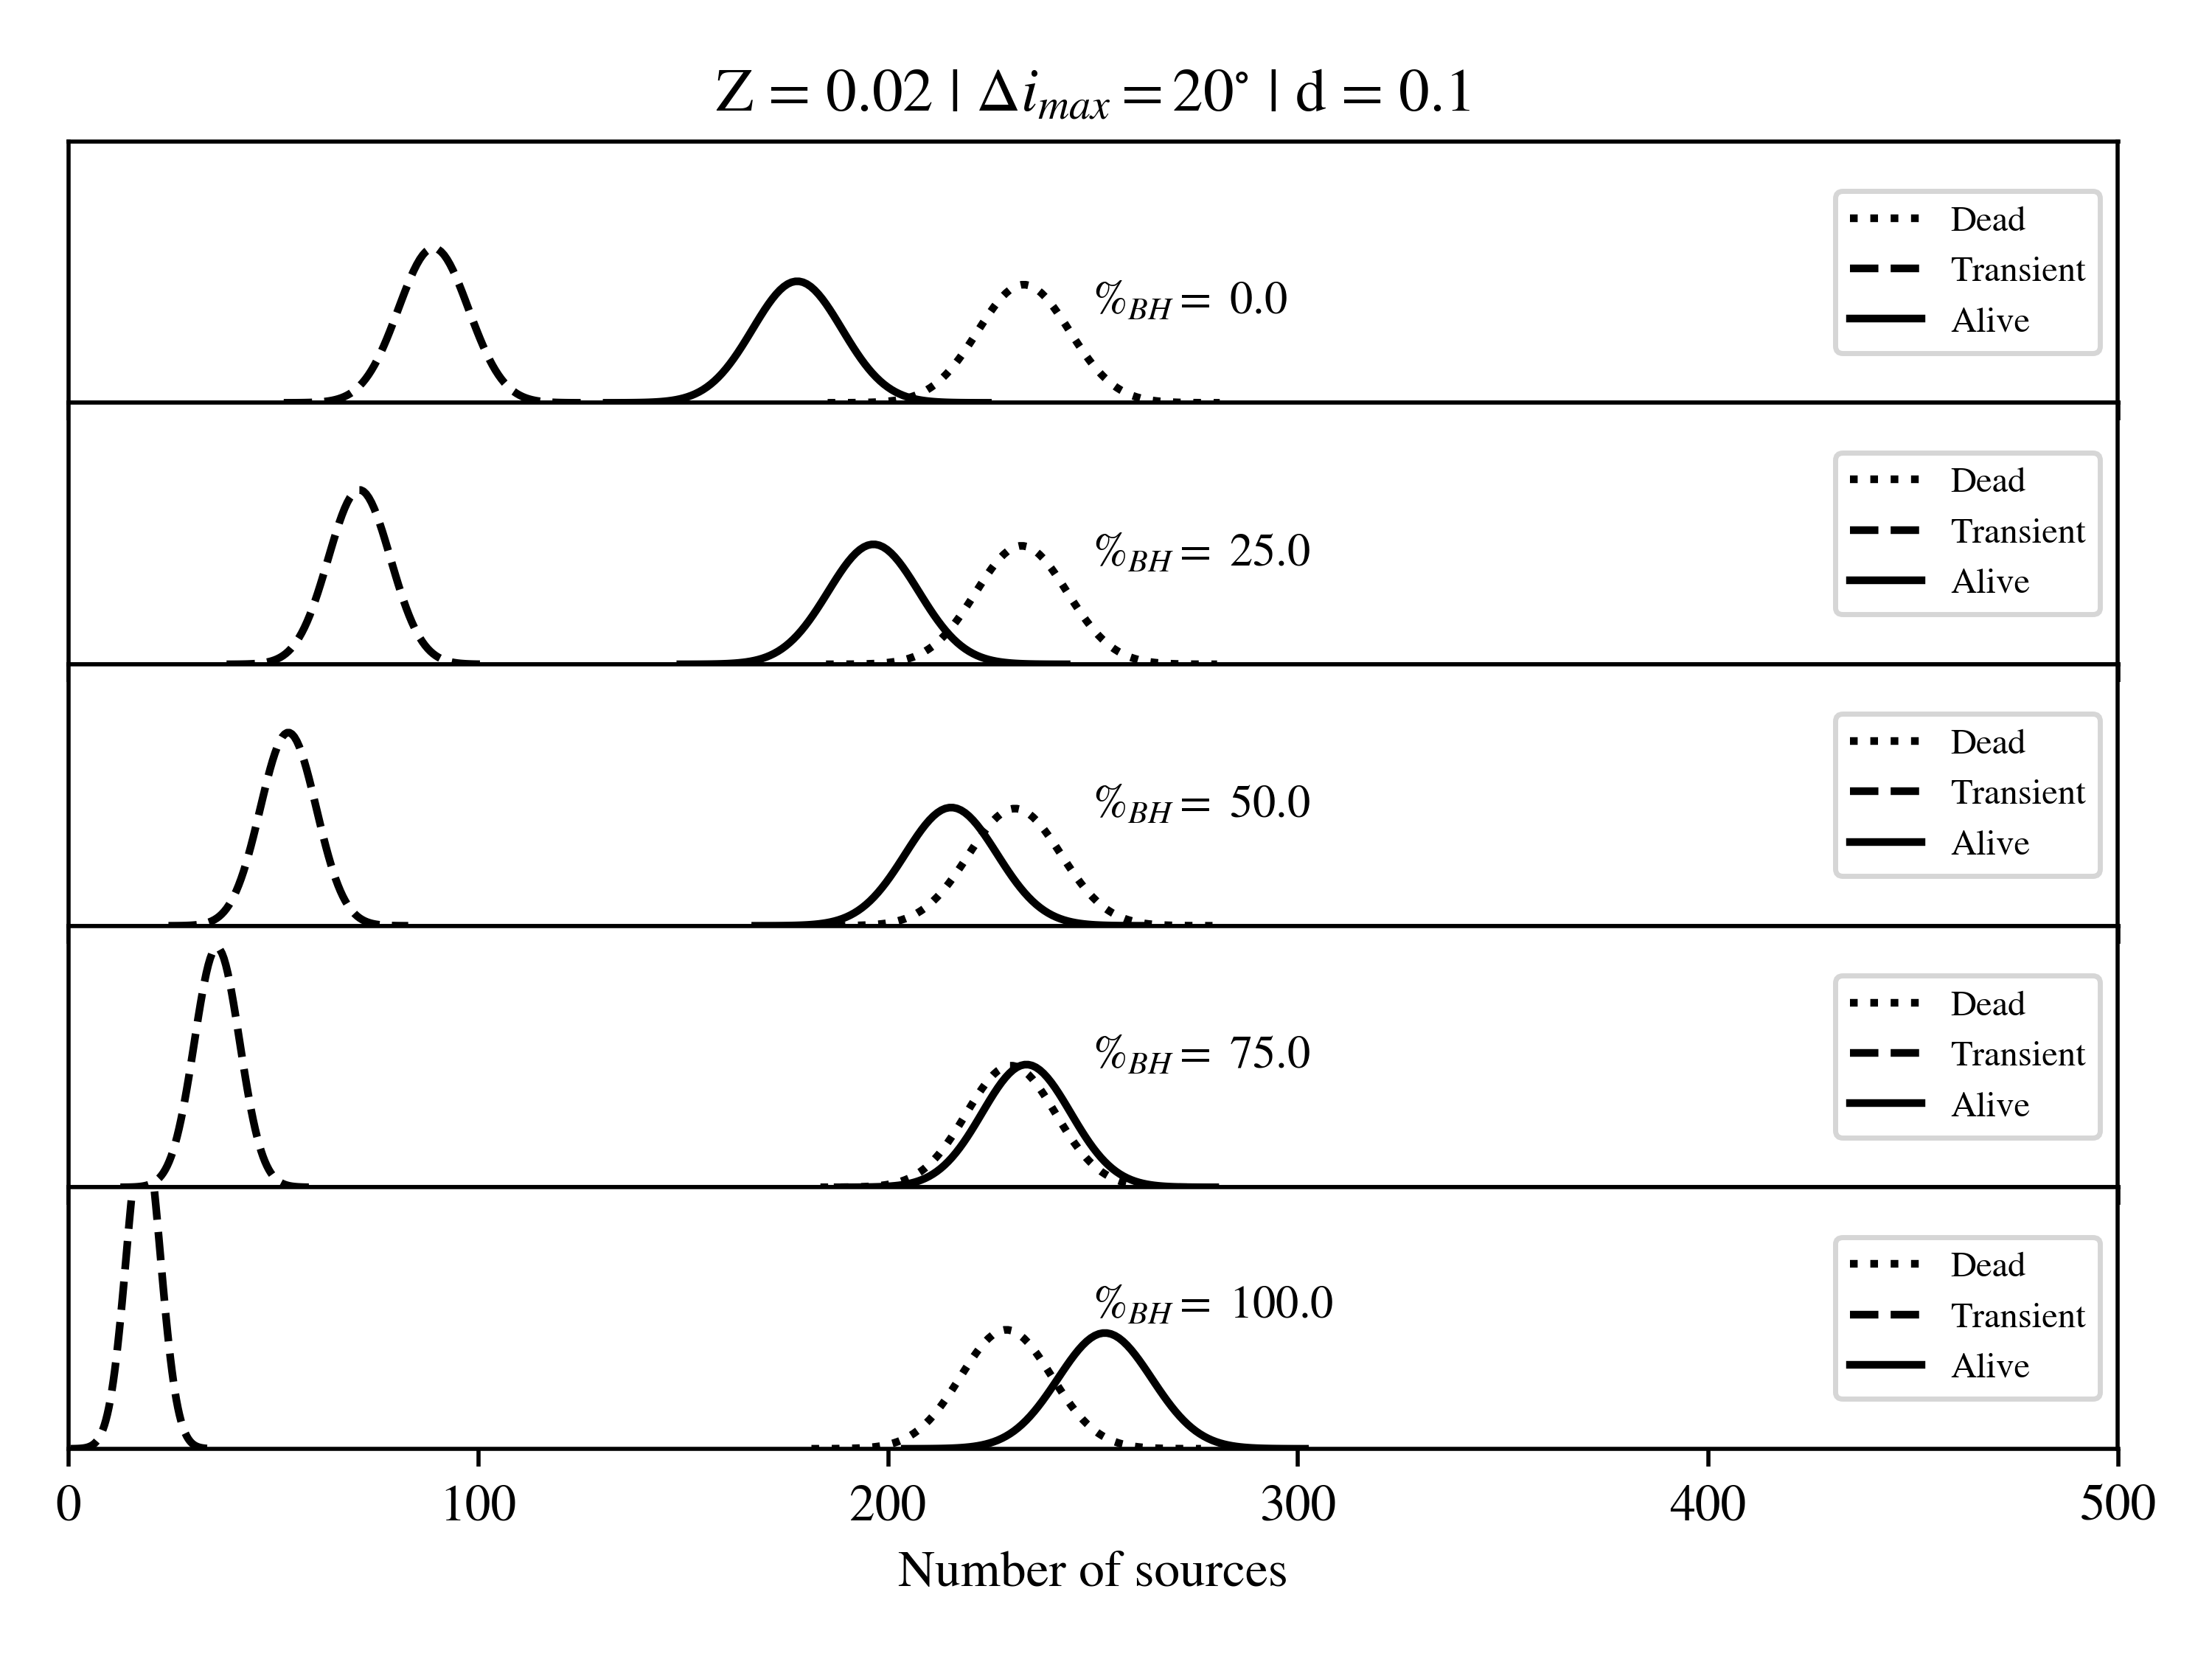 Z = 0.02 | Δi_max = 20° | d = 0.1
Dead
Transient
Alive
%_BH = 0.0
Dead
Transient
Alive
%_BH = 25.0
Dead
Transient
Alive
%_BH = 50.0
Dead
Transient
Alive
%_BH = 75.0
Dead
Transient
Alive
%_BH = 100.0
0 100 200 300 400 500
Number of sources